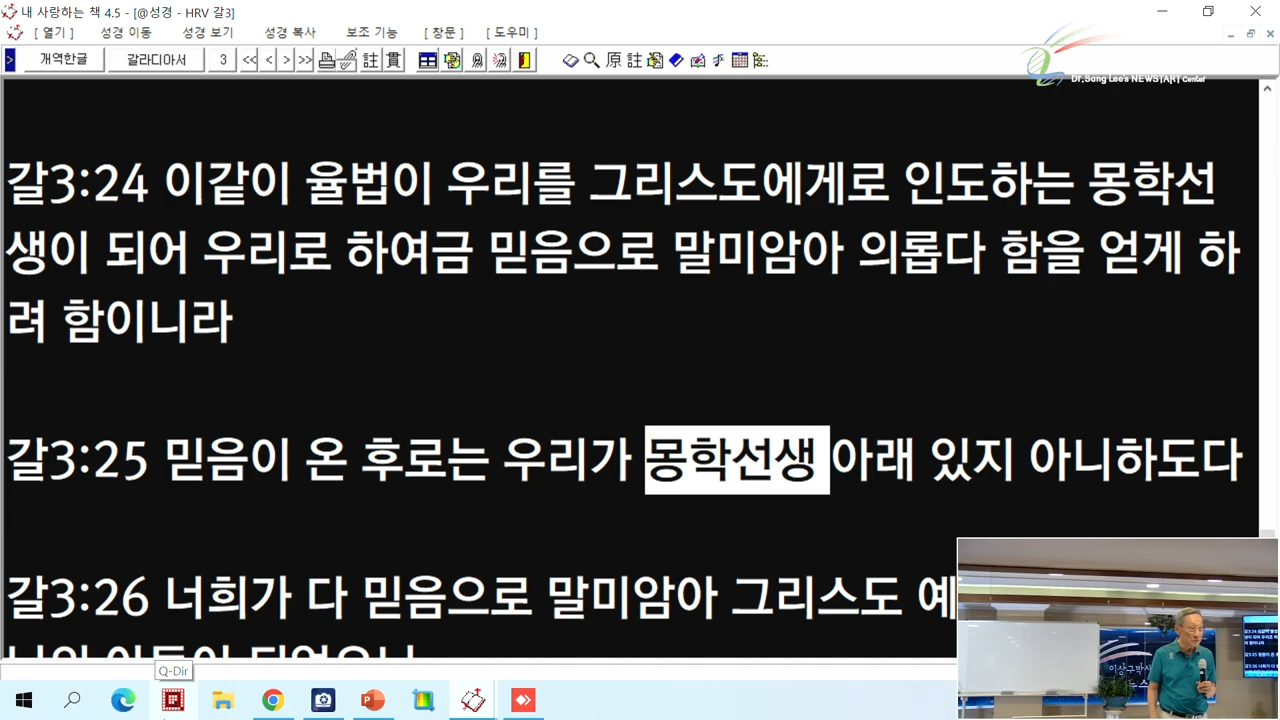 내 사랑하는 책 4.5 - [@성경 - HRV 갈3]
[ 열기 ] 성경 이동 성경 보기 성경 복사 보조 기능 [ 창문 ] [ 도우미 ]
개역한글 갈라디아서 3 << < > >> 註 貫 原 註
Dr.Sang Lee's NEWSTART Center
갈3:24 이같이 율법이 우리를 그리스도에게로 인도하는 몽학선
생이 되어 우리로 하여금 믿음으로 말미암아 의롭다 함을 얻게 하
려 함이니라
갈3:25 믿음이 온 후로는 우리가 몽학선생 아래 있지 아니하도다
갈3:26 너희가 다 믿음으로 말미암아 그리스도 예
Q-Dir